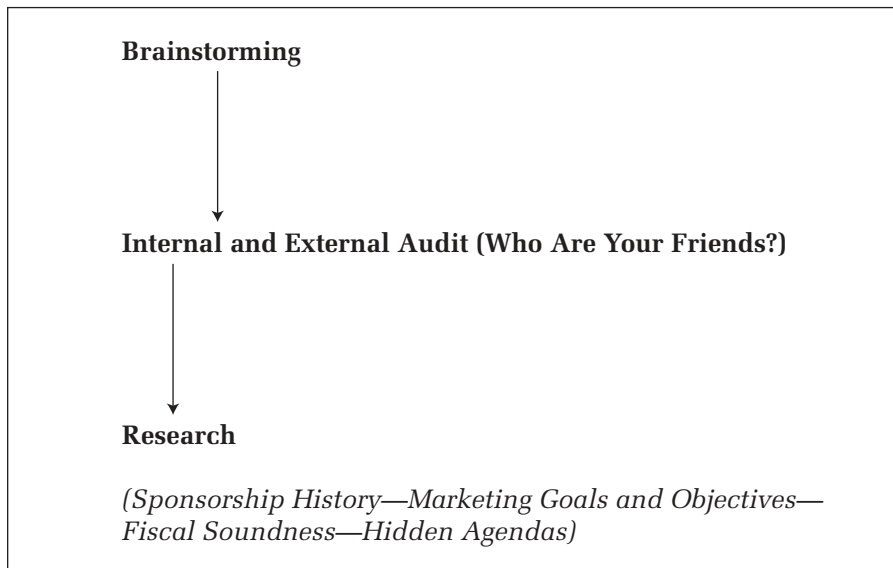 Brainstorming
Internal and External Audit (Who Are Your Friends?)
Research
(Sponsorship History—Marketing Goals and Objectives—
Fiscal Soundness—Hidden Agendas)